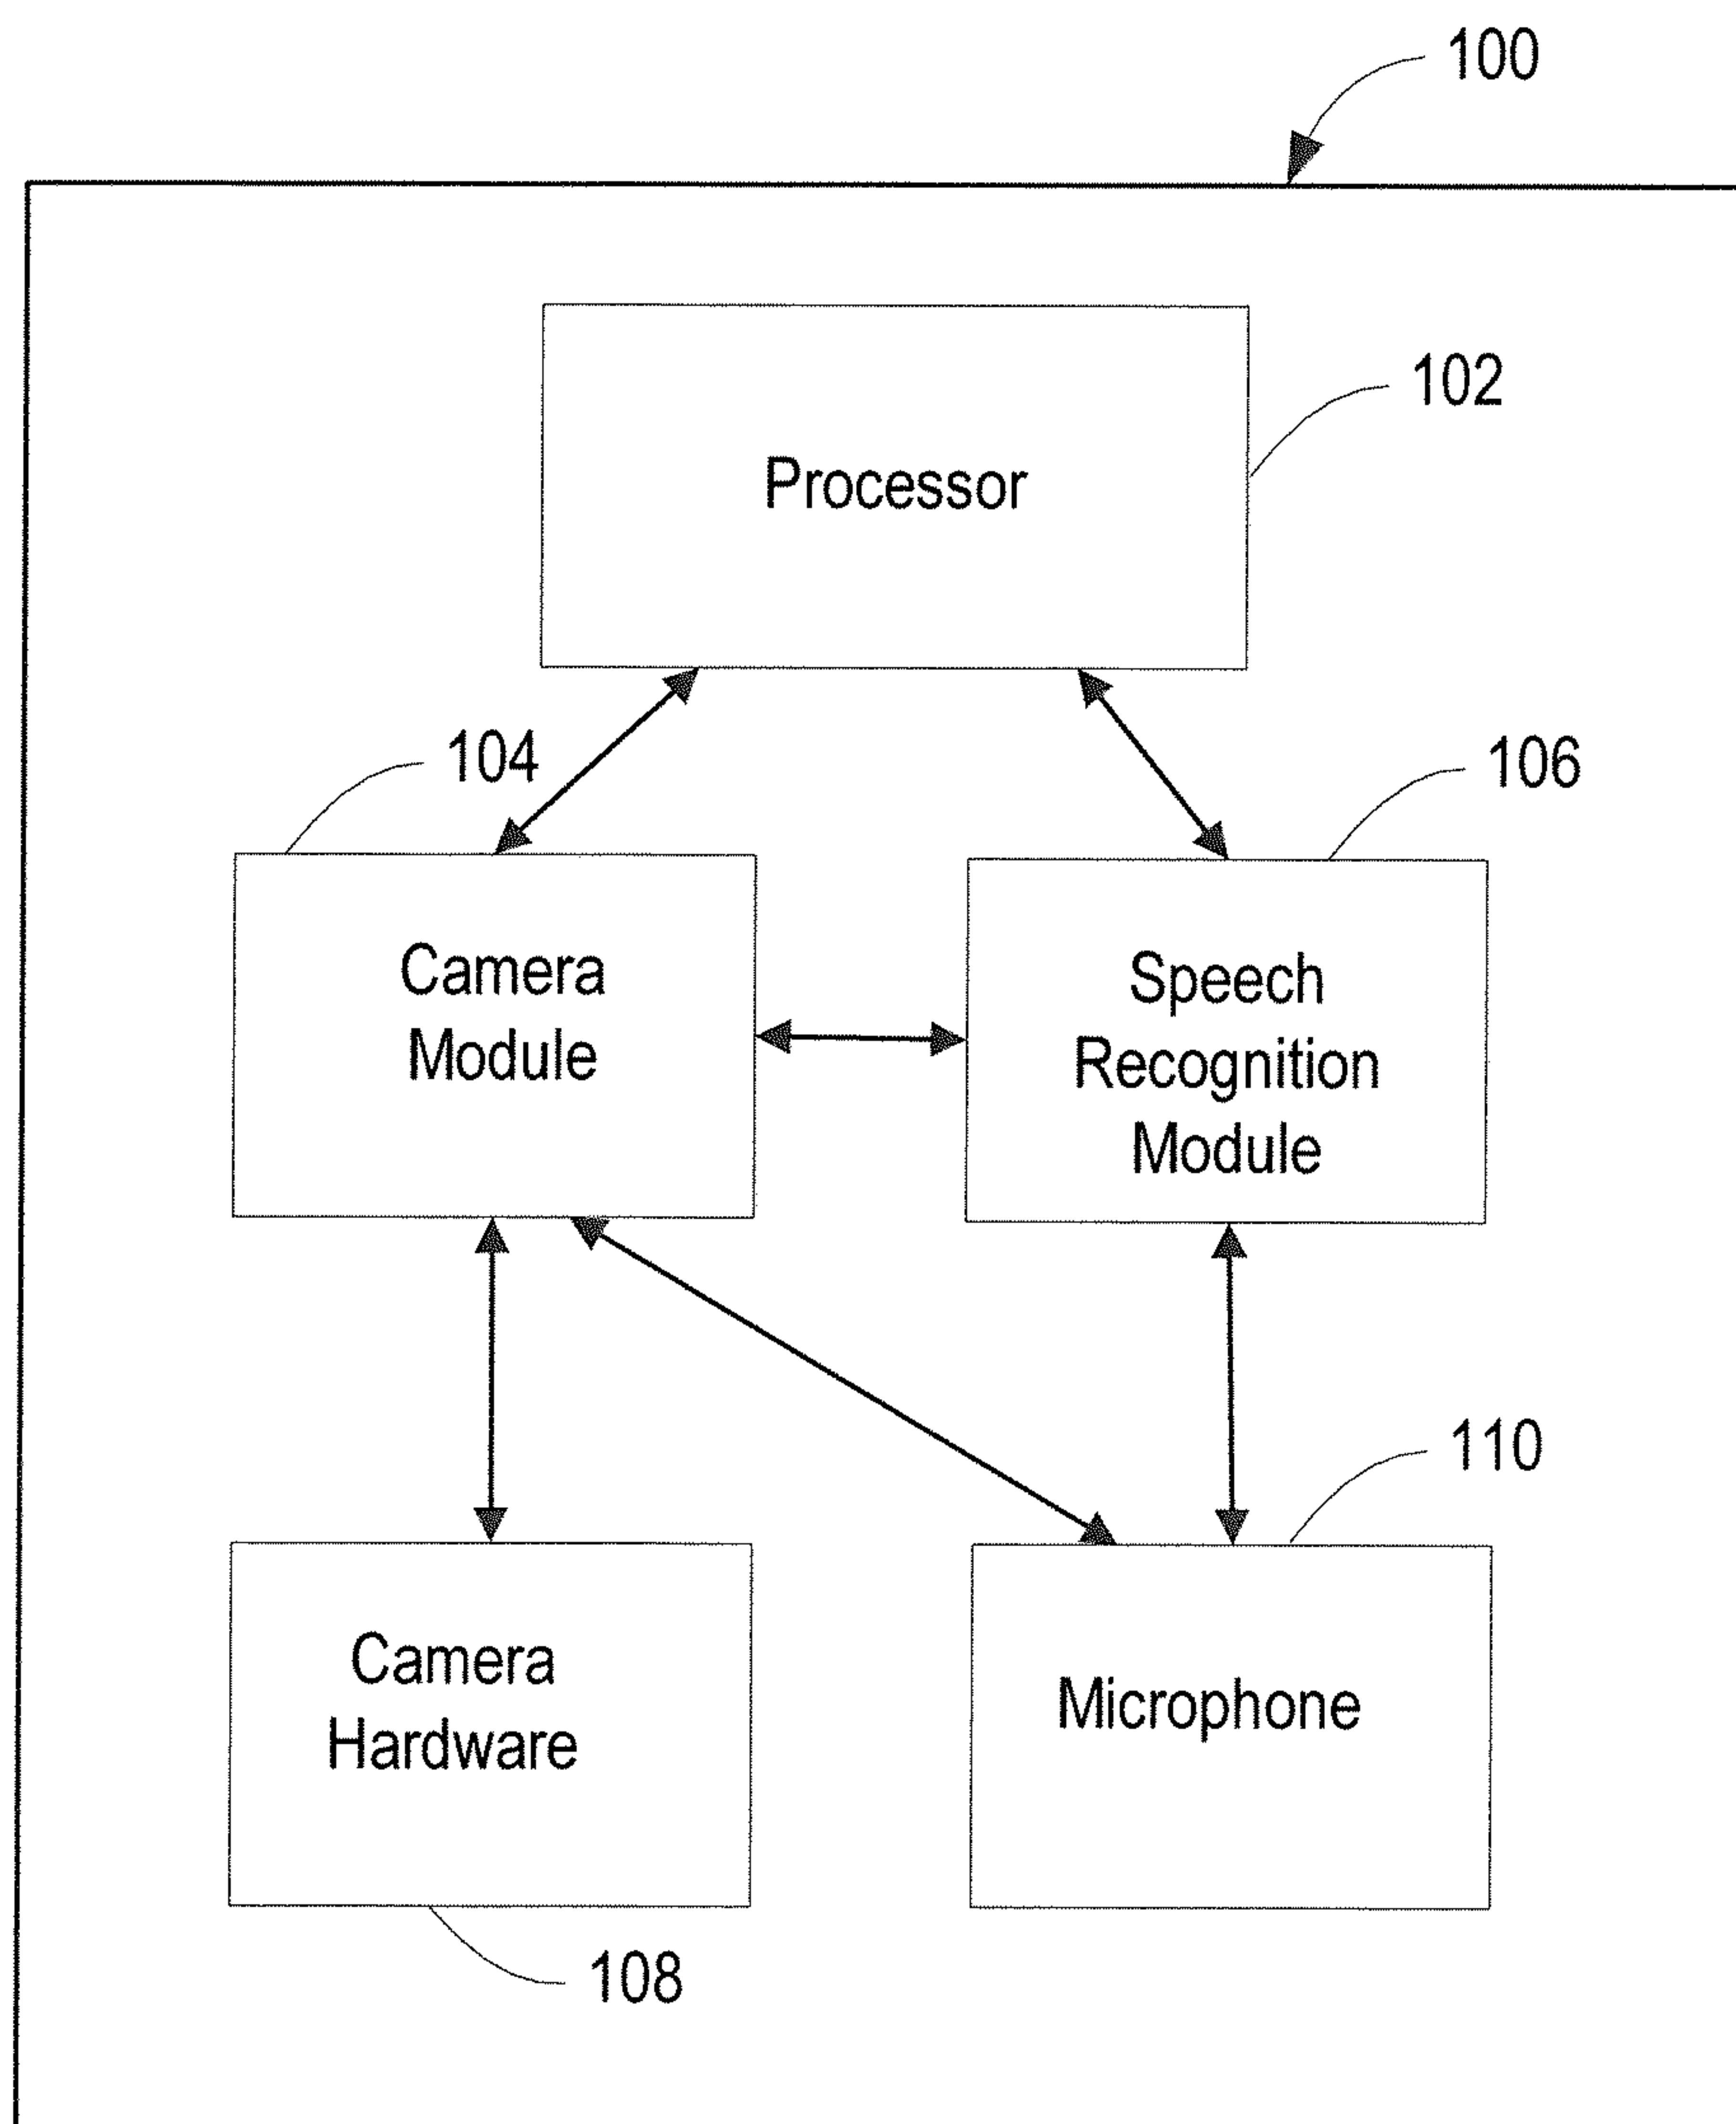 100
Processor
102
104
106
Camera
Module
Speech
Recognition
Module
110
Camera
Hardware
Microphone
108